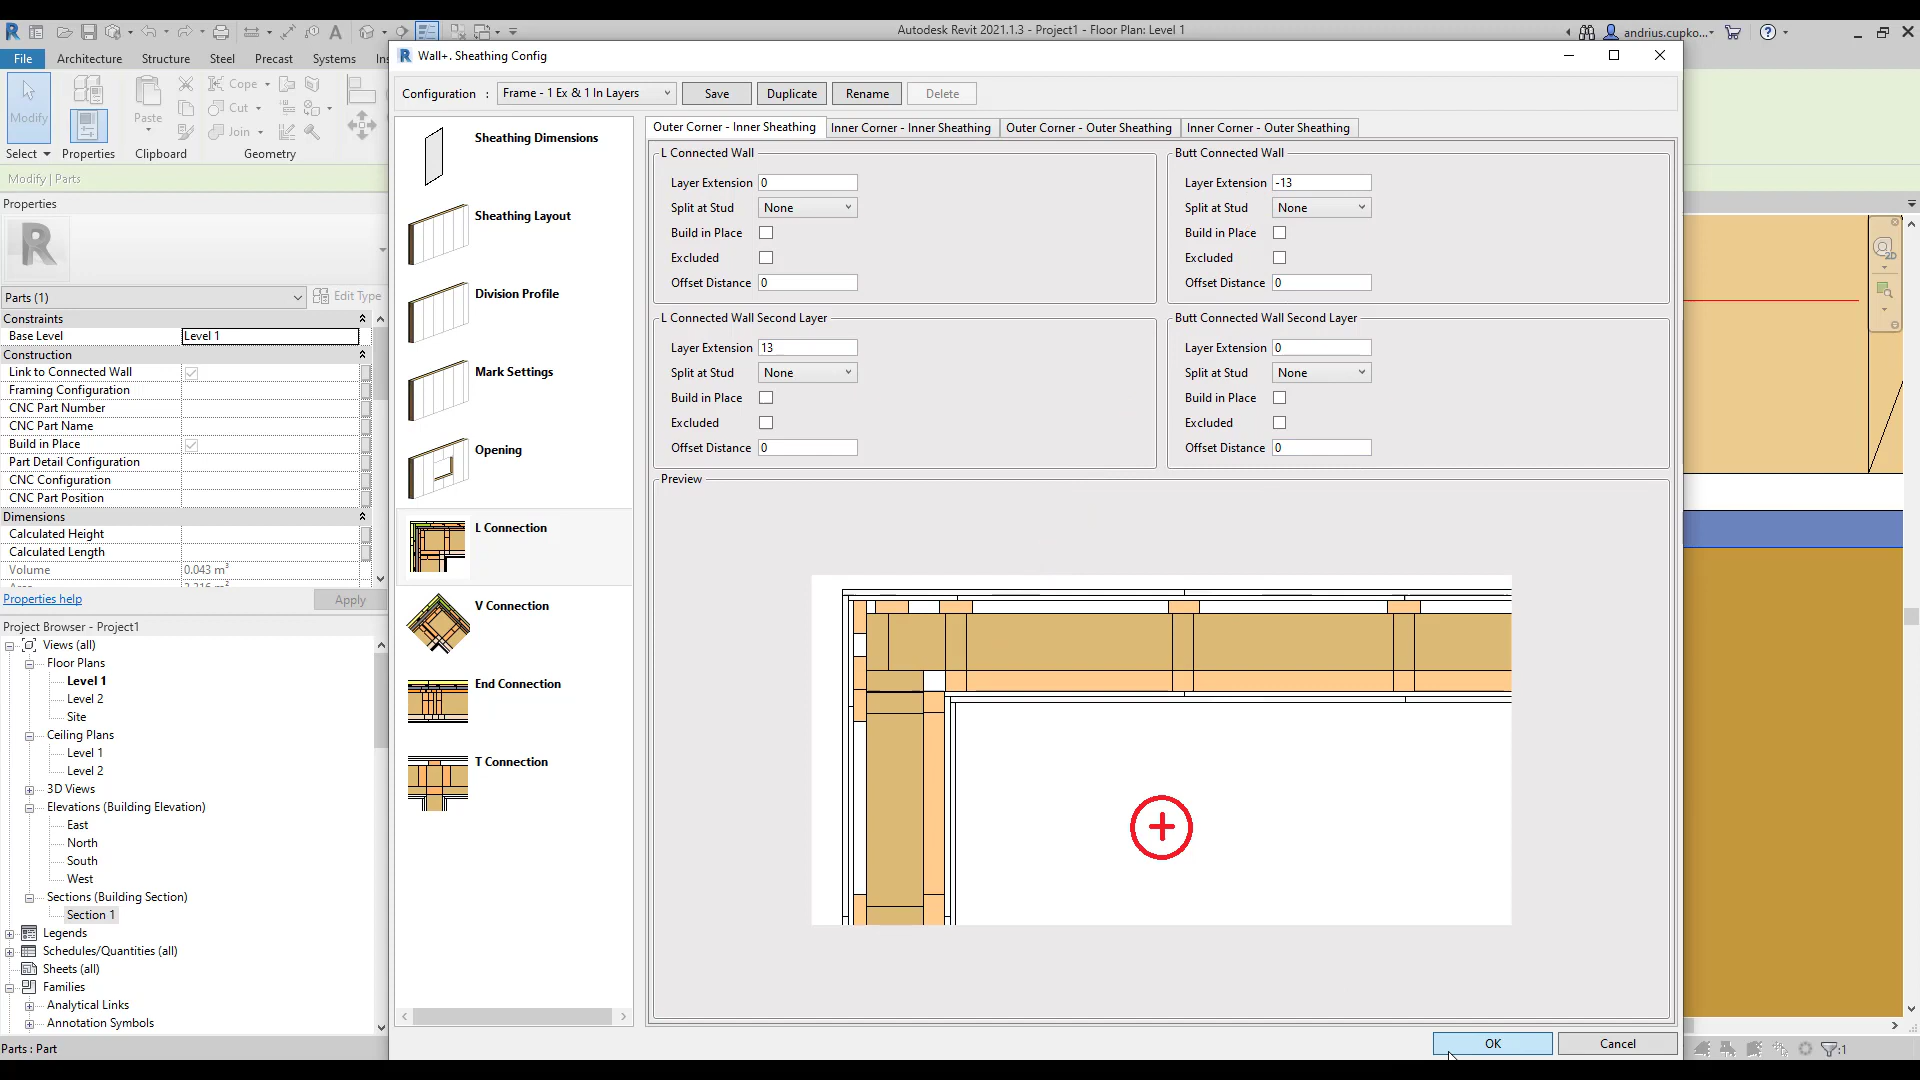 Autodesk Revit 2021.1.3 - Project1 - Floor Plan: Level 1
andrius.cupko...
File
Architecture
Structure
Steel
Precast
Systems
Wall+. Sheathing Config
Modify
Paste
Cope
Cut
Join
Select
Properties
Clipboard
Geometry
Modify | Parts
Properties
Parts (1)
Edit Type
Constraints
Base Level
Level 1
Construction
Link to Connected Wall
Framing Configuration
CNC Part Number
CNC Part Name
Build in Place
Part Detail Configuration
CNC Configuration
CNC Part Position
Dimensions
Calculated Height
Calculated Length
Volume
0.043 m³
Properties help
Apply
Project Browser - Project1
Views (all)
Floor Plans
Level 1
Level 2
Site
Ceiling Plans
Level 1
Level 2
3D Views
Elevations (Building Elevation)
East
North
South
West
Sections (Building Section)
Section 1
Legends
Schedules/Quantities (all)
Sheets (all)
Families
Analytical Links
Annotation Symbols
Parts : Part
Configuration :
Frame - 1 Ex & 1 In Layers
Save
Duplicate
Rename
Delete
Sheathing Dimensions
Sheathing Layout
Division Profile
Mark Settings
Opening
L Connection
V Connection
End Connection
T Connection
Outer Corner - Inner Sheathing
Inner Corner - Inner Sheathing
Outer Corner - Outer Sheathing
Inner Corner - Outer Sheathing
L Connected Wall
Layer Extension 0
Split at Stud None
Build in Place
Excluded
Offset Distance 0
Butt Connected Wall
Layer Extension -13
Split at Stud None
Build in Place
Excluded
Offset Distance 0
L Connected Wall Second Layer
Layer Extension 13
Split at Stud None
Build in Place
Excluded
Offset Distance 0
Butt Connected Wall Second Layer
Layer Extension 0
Split at Stud None
Build in Place
Excluded
Offset Distance 0
Preview
OK
Cancel
2D
:1